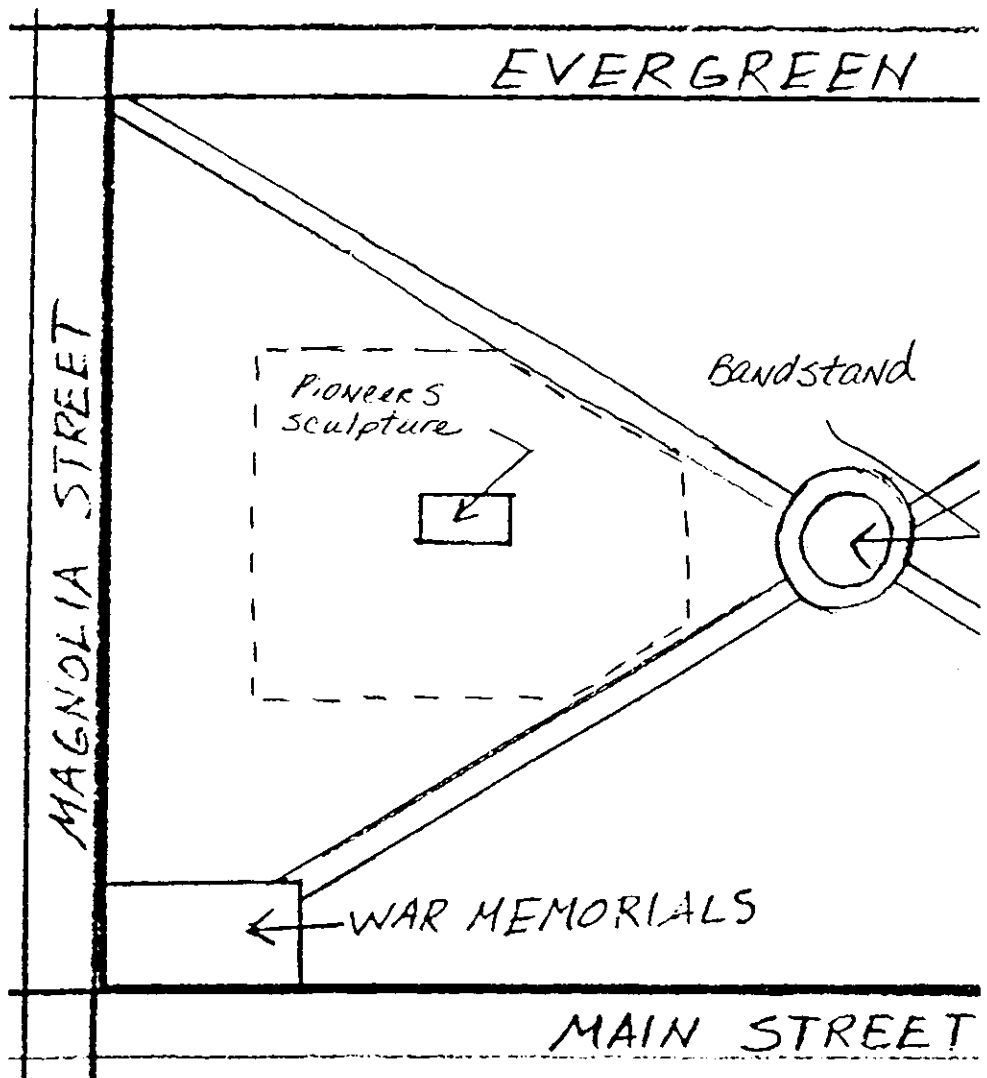 EVERGREEN
MAGNOLIA STREET
Pioneers
sculpture
Bandstand
WAR MEMORIALS
MAIN STREET